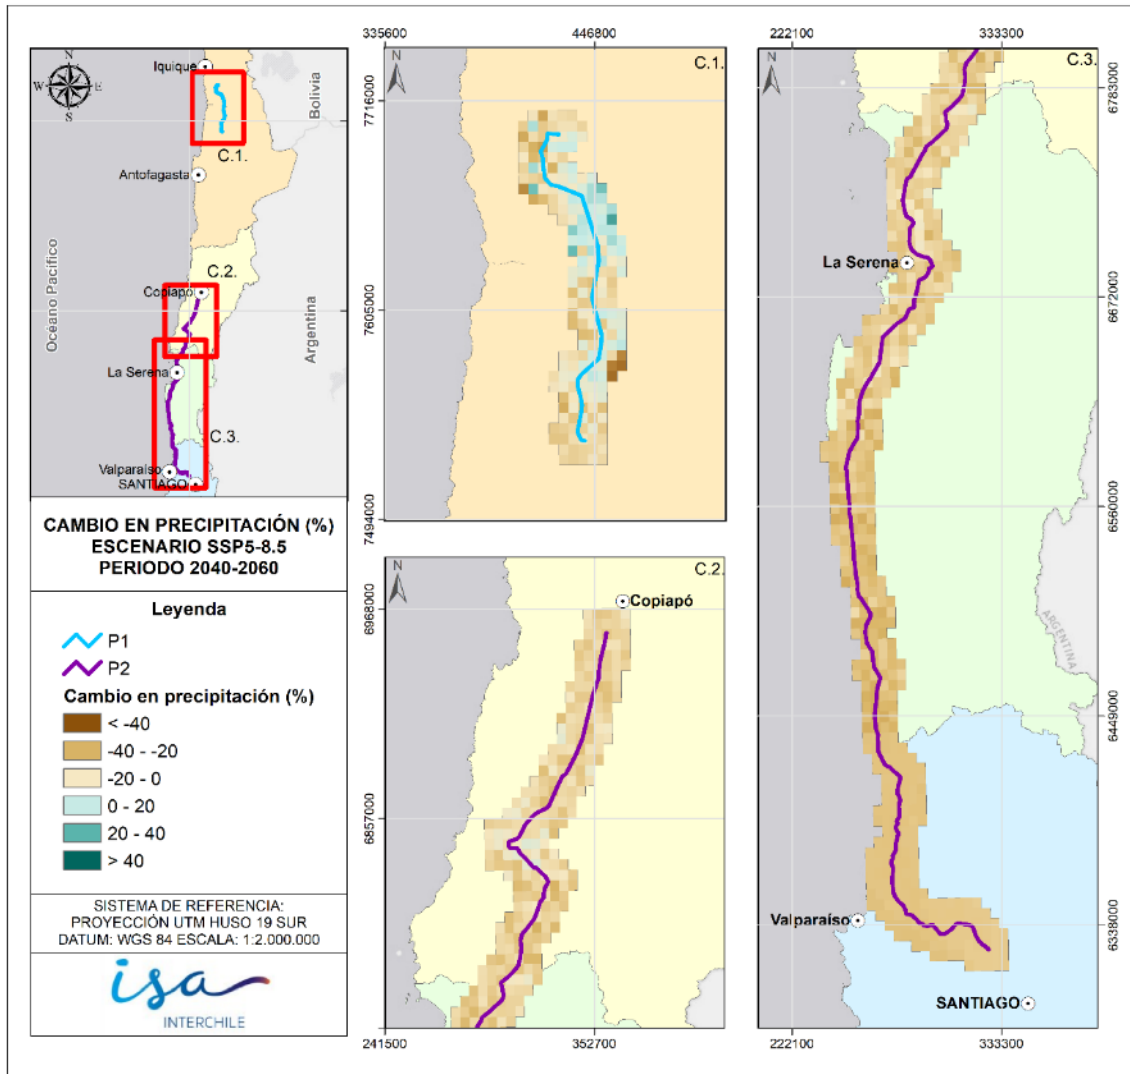 N
W
E
S
Iquique
Bolivia
C.1.
Antofagasta
Océano Pacífico
C.2.
Copiapó
Argentina
La Serena
C.3.
Valparaíso
SANTIAGO
CAMBIO EN PRECIPITACIÓN (%)
ESCENARIO SSP5-8.5
PERIODO 2040-2060
Leyenda
P1
P2
Cambio en precipitación (%)
< -40
-40 - -20
-20 - 0
0 - 20
20 - 40
> 40
SISTEMA DE REFERENCIA:
PROYECCIÓN UTM HUSO 19 SUR
DATUM: WGS 84 ESCALA: 1:2.000.000
isa
INTERCHILE
335600
446800
N
C.1.
7716000
7605000
7494000
N
C.2.
Copiapó
6968000
6857000
241500
352700
222100
333300
N
C.3.
6783000
La Serena
6672000
6560000
ARGENTINA
6449000
Valparaíso
6338000
SANTIAGO
222100
333300